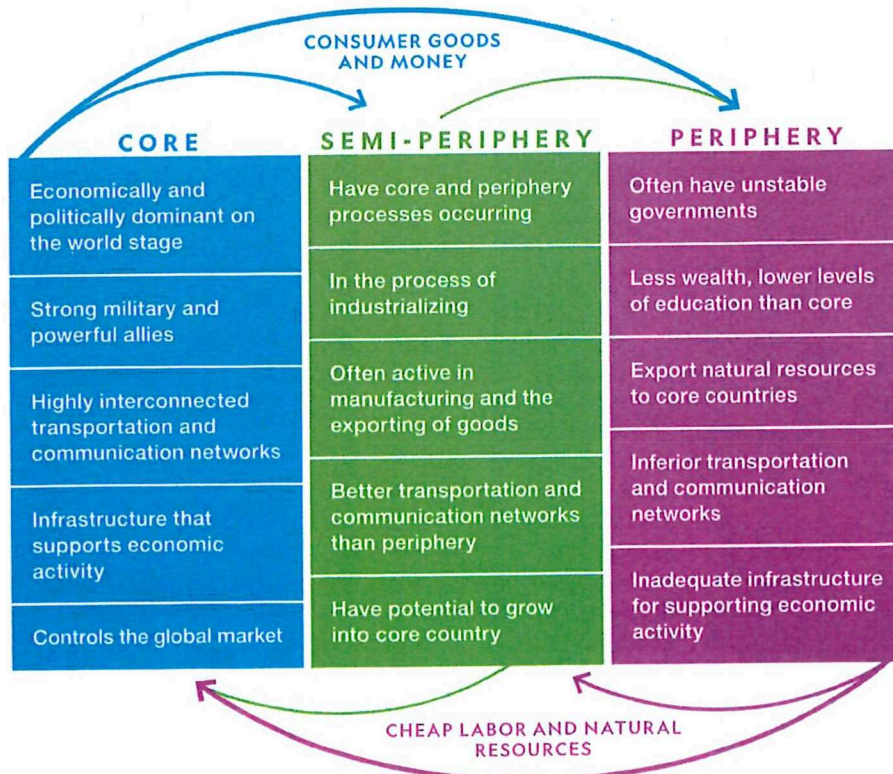 CONSUMER GOODS
AND MONEY
CORE
Economically and
politically dominant on
the world stage
Strong military and
powerful allies
Highly interconnected
transportation and
communication networks
Infrastructure that
supports economic
activity
Controls the global market
SEMI-PERIPHERY
Have core and periphery
processes occurring
In the process of
industrializing
Often active in
manufacturing and the
exporting of goods
Better transportation and
communication networks
than periphery
Have potential to grow
into core country
PERIPHERY
Often have unstable
governments
Less wealth, lower levels
of education than core
Export natural resources
to core countries
Inferior transportation
and communication
networks
Inadequate infrastructure
for supporting economic
activity
CHEAP LABOR AND NATURAL
RESOURCES